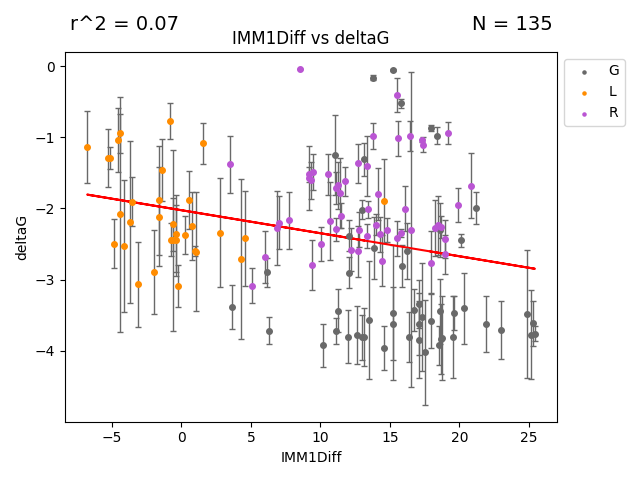 r^2 = 0.07
N = 135
IMM1Diff vs deltaG
G
L
R
deltaG
0
−1
−2
−3
−4
−5
0
5
10
15
20
25
IMM1Diff